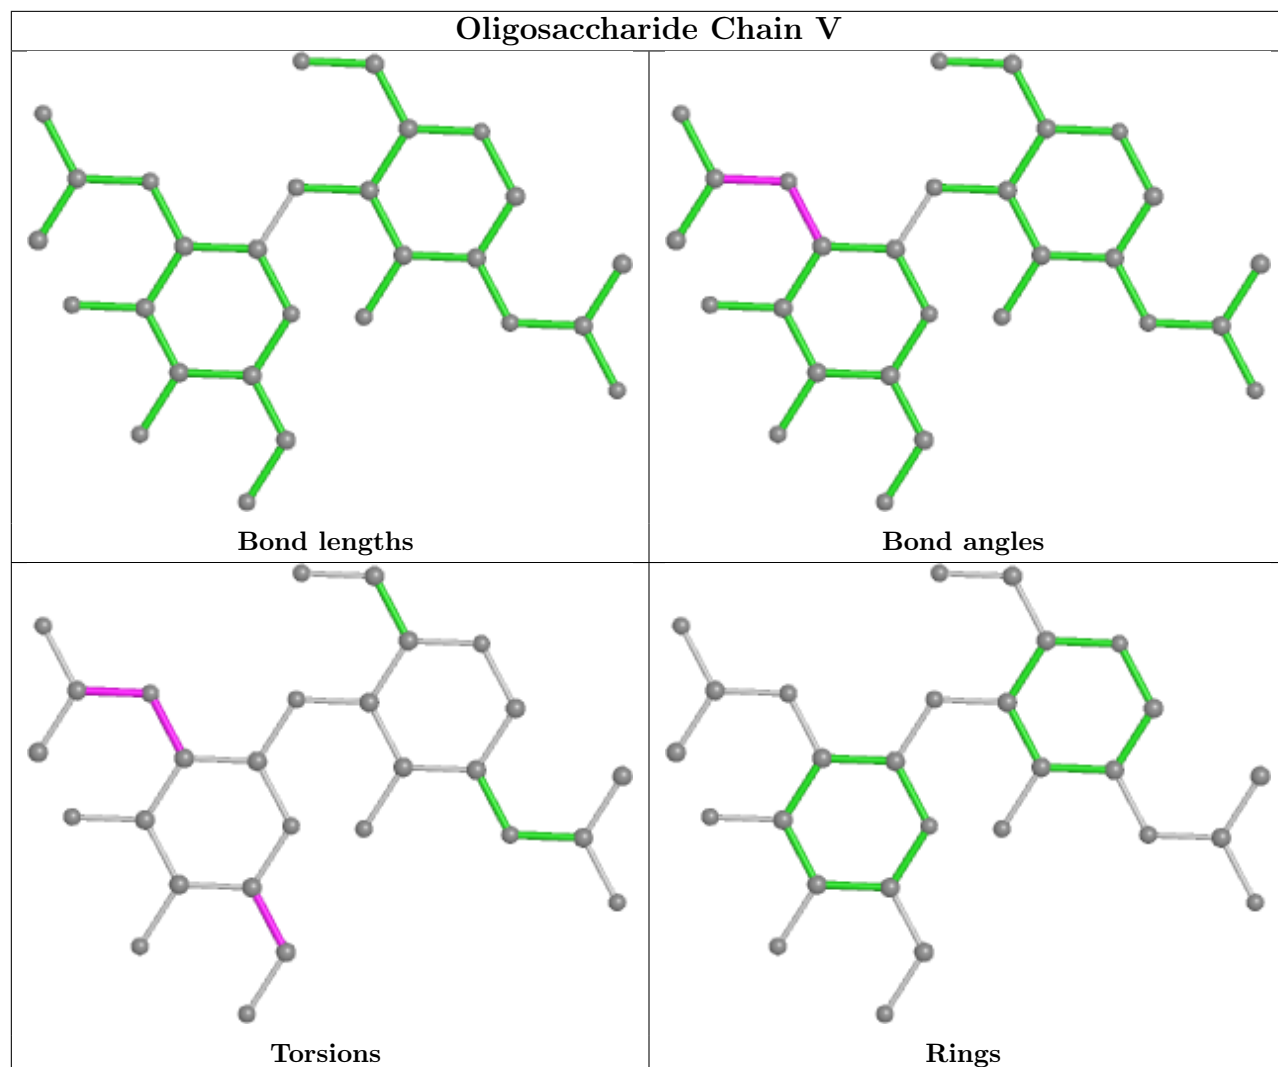 Oligosaccharide Chain V
Bond lengths
Bond angles
Torsions
Rings